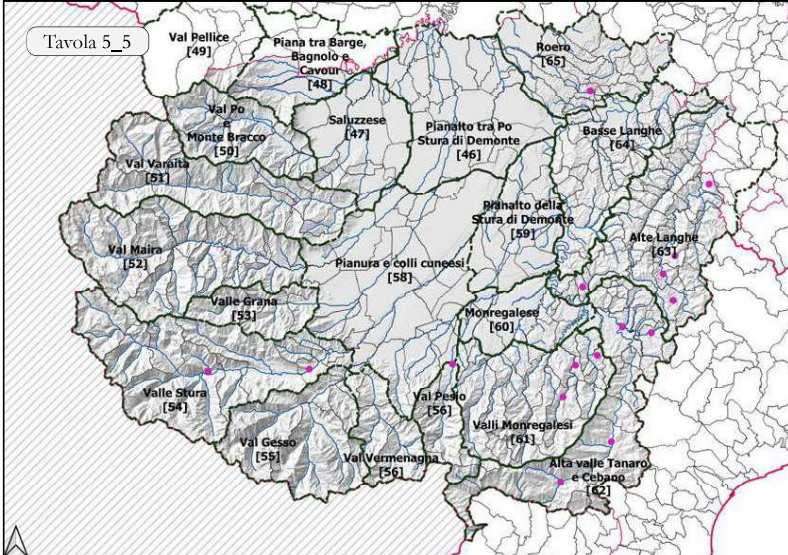 Tavola 5_5
Val Pellice
[49]
Piana tra Barge,
Bagnolo e
Cavour
[48]
Roero
[65]
Val Po
e
Monte Bracco
[50]
Saluzzese
[47]
Pianalto tra Po
Stura di Demonte
[46]
Basse Langhe
[64]
Val Varaita
[51]
Val Maira
[52]
Pianalto della
Stura di Demonte
[59]
Alte Langhe
[63]
Pianura e colli cuneesi
[58]
Valle Grana
[53]
Monregalese
[60]
Valle Stura
[54]
Val Pesio
[56]
Valli Monregalesi
[61]
Val Gesso
[55]
Val Vermenagna
[56]
Alta valle Tanaro
e Cebano
[62]